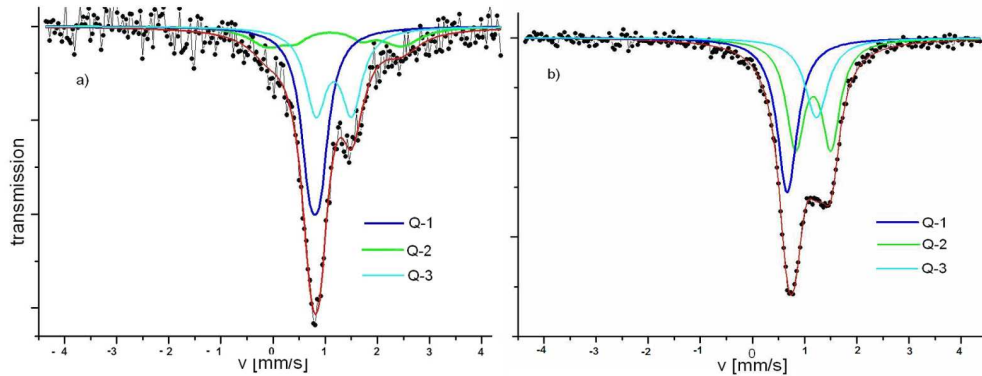 a)
transmission
Q-1
Q-2
Q-3
- 4 - 3 - 2 - 1 0 1 2 3 4
v [mm/s]
b)
Q-1
Q-2
Q-3
-4 -3 -2 -1 0 1 2 3 4
v [mm/s]